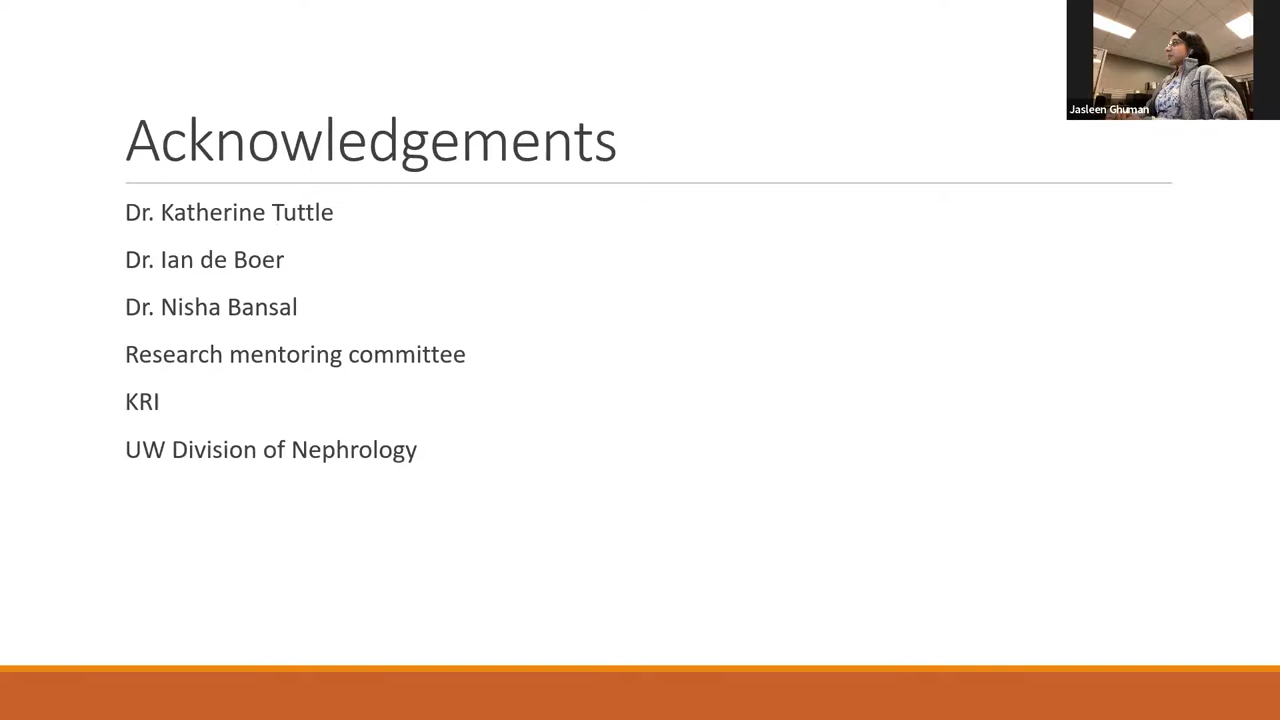 Jasleen Ghuman
Acknowledgements
Dr. Katherine Tuttle
Dr. Ian de Boer
Dr. Nisha Bansal
Research mentoring committee
KRI
UW Division of Nephrology